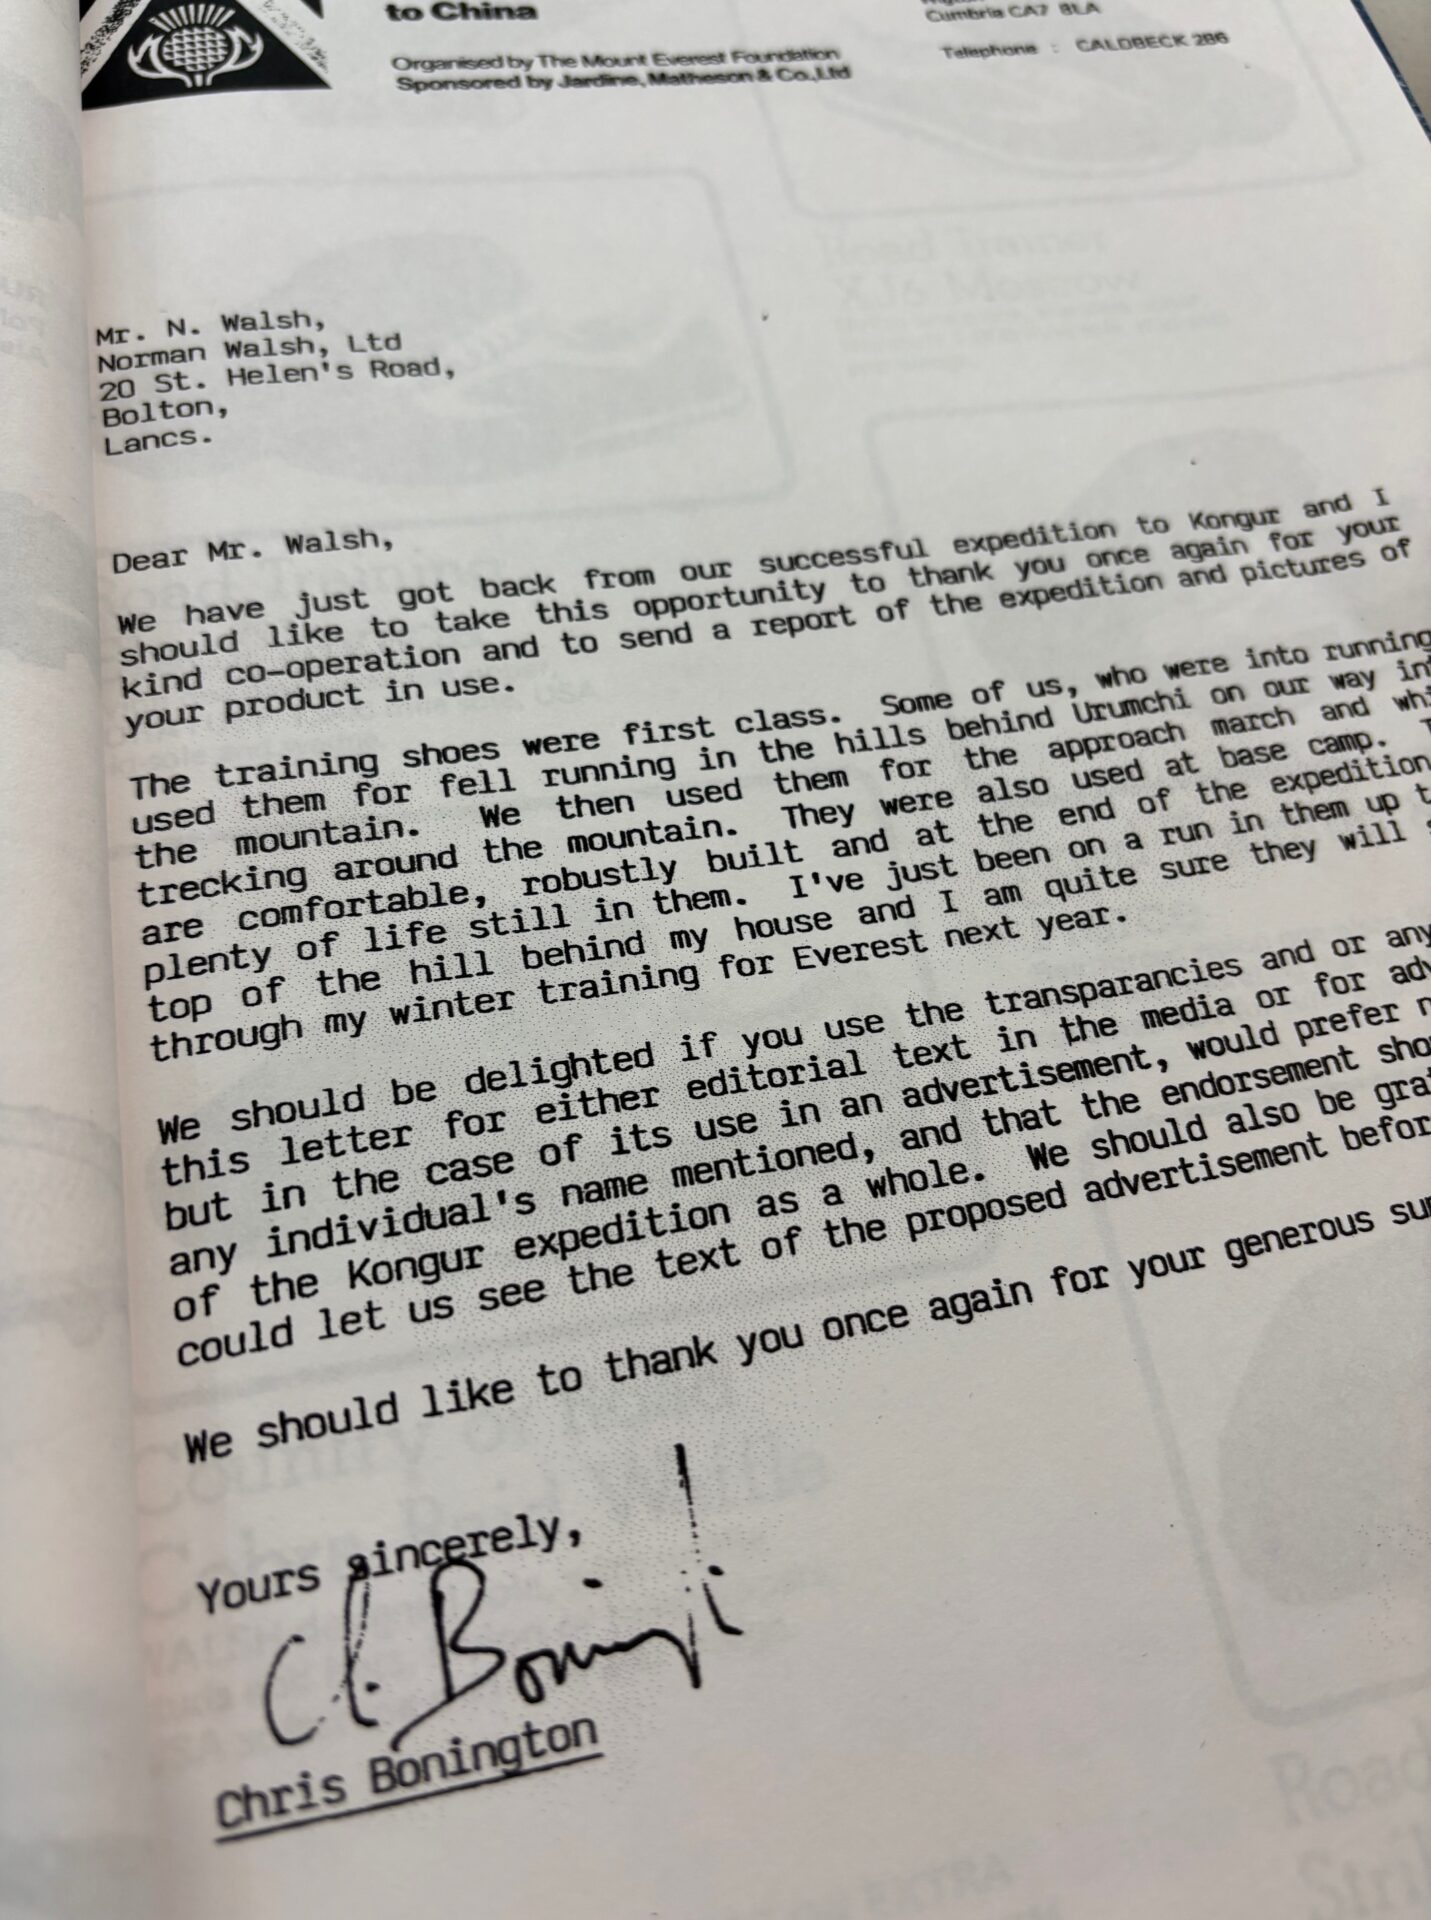 to China
Organised by The Mount Everest Foundation
Sponsored by Jardine, Matheson & Co., Ltd
Cumbria CA7 8LA
Telephone : CALDBECK 286
Mr. N. Walsh,
Norman Walsh, Ltd
20 St. Helen's Road,
Bolton,
Lancs.
Dear Mr. Walsh,
We have just got back from our successful expedition to Kongur and I
should like to take this opportunity to thank you once again for your
kind co-operation and to send a report of the expedition and pictures of
your product in use.
The training shoes were first class. Some of us, who were into running
used them for fell running in the hills behind Urumchi on our way in
the mountain. We then used them for the approach march and whi
trecking around the mountain. They were also used at base camp. T
are comfortable, robustly built and at the end of the expedition
plenty of life still in them. I've just been on a run in them up t
top of the hill behind my house and I am quite sure they will s
through my winter training for Everest next year.
We should be delighted if you use the transparancies and or any
this letter for either editorial text in the media or for adv
but in the case of its use in an advertisement, would prefer n
any individual's name mentioned, and that the endorsement sho
of the Kongur expedition as a whole. We should also be gra
could let us see the text of the proposed advertisement befor
We should like to thank you once again for your generous su
Yours sincerely,
Chris Bonington
Road Trainer